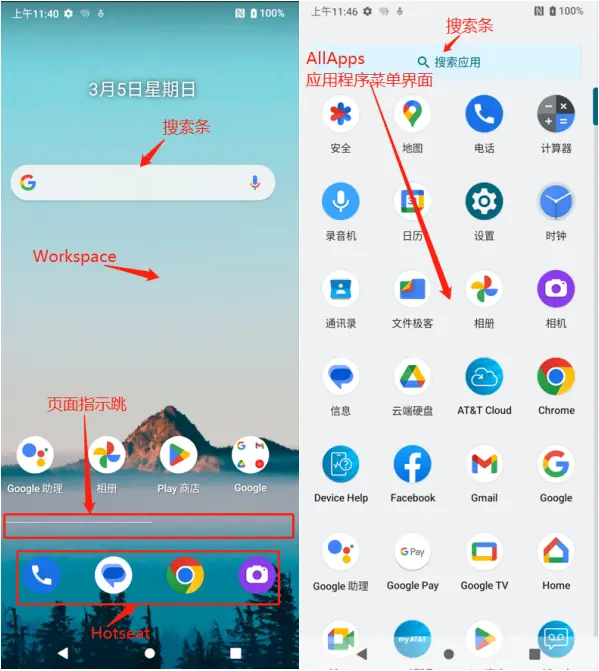 上午11:40
100%
3月5日星期日
搜索条
Workspace
页面指示跳
Google 助理
相册
Play 商店
Google
Hotseat
上午11:46
100%
搜索条
AllApps
应用程序菜单界面
搜索应用
安全
地图
电话
计算器
录音机
31
日历
设置
时钟
通讯录
文件极客
相册
相机
信息
云端硬盘
AT&T Cloud
Chrome
Device Help
Facebook
Gmail
Google
Google 助理
G Pay
Google Pay
Google TV
Home
myAT&T